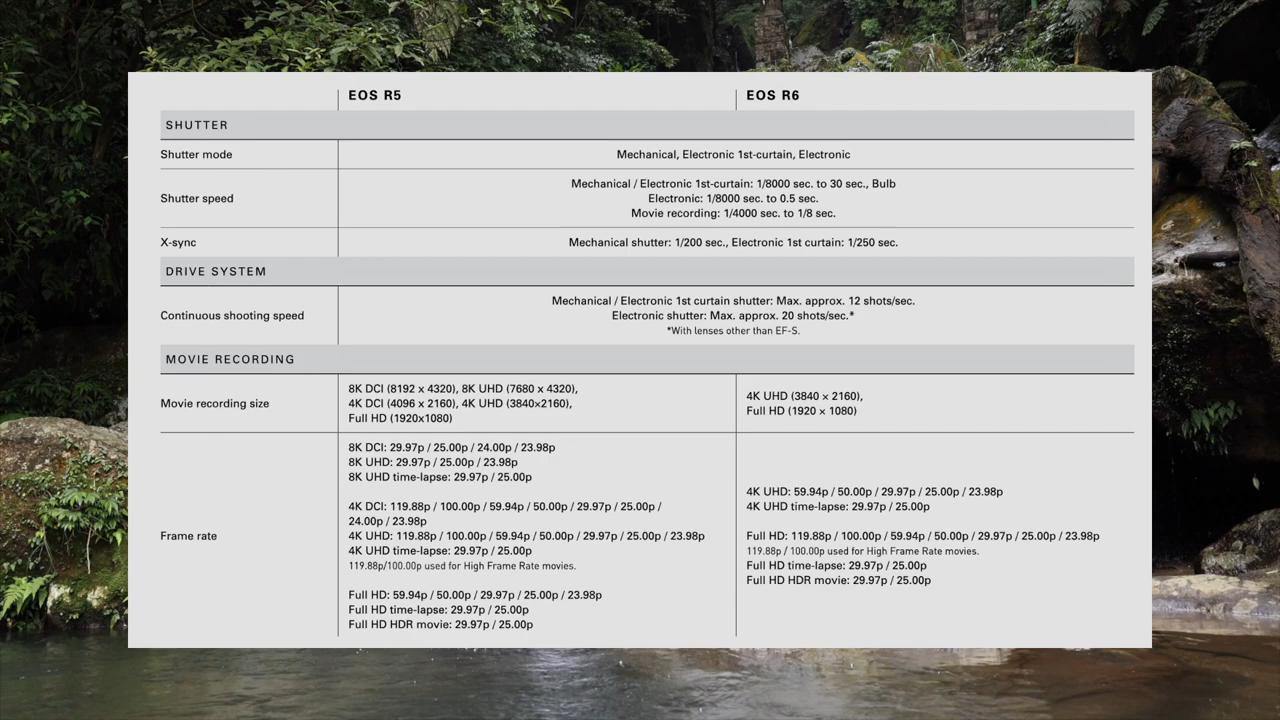 EOS R5 EOS R6
SHUTTER
Shutter mode Mechanical, Electronic 1st-curtain, Electronic
Mechanical / Electronic 1st-curtain: 1/8000 sec. to 30 sec., Bulb
Shutter speed Electronic: 1/8000 sec. to 0.5 sec.
Movie recording: 1/4000 sec. to 1/8 sec.
X-sync Mechanical shutter: 1/200 sec., Electronic 1st curtain: 1/250 sec.
DRIVE SYSTEM
Mechanical / Electronic 1st curtain shutter: Max. approx. 12 shots/sec.
Continuous shooting speed Electronic shutter: Max. approx. 20 shots/sec.*
*With lenses other than EF-S.
MOVIE RECORDING
Movie recording size
8K DCI (8192 x 4320), 8K UHD (7680 x 4320),
4K DCI (4096 x 2160), 4K UHD (3840×2160),
Full HD (1920x1080)
4K UHD (3840 × 2160),
Full HD (1920 × 1080)
Frame rate
8K DCI: 29.97p / 25.00p / 24.00p / 23.98p
8K UHD: 29.97p / 25.00p / 23.98p
8K UHD time-lapse: 29.97p / 25.00p
4K DCI: 119.88p / 100.00p / 59.94p / 50.00p / 29.97p / 25.00p /
24.00p / 23.98p
4K UHD: 119.88p / 100.00p / 59.94p / 50.00p / 29.97p / 25.00p / 23.98p
4K UHD time-lapse: 29.97p / 25.00p
119.88p/100.00p used for High Frame Rate movies.
Full HD: 59.94p / 50.00p / 29.97p / 25.00p / 23.98p
Full HD time-lapse: 29.97p / 25.00p
Full HD HDR movie: 29.97p / 25.00p
4K UHD: 59.94p / 50.00p / 29.97p / 25.00p / 23.98p
4K UHD time-lapse: 29.97p / 25.00p
Full HD: 119.88p / 100.00p / 59.94p / 50.00p / 29.97p / 25.00p / 23.98p
119.88p / 100.00p used for High Frame Rate movies.
Full HD time-lapse: 29.97p / 25.00p
Full HD HDR movie: 29.97p / 25.00p